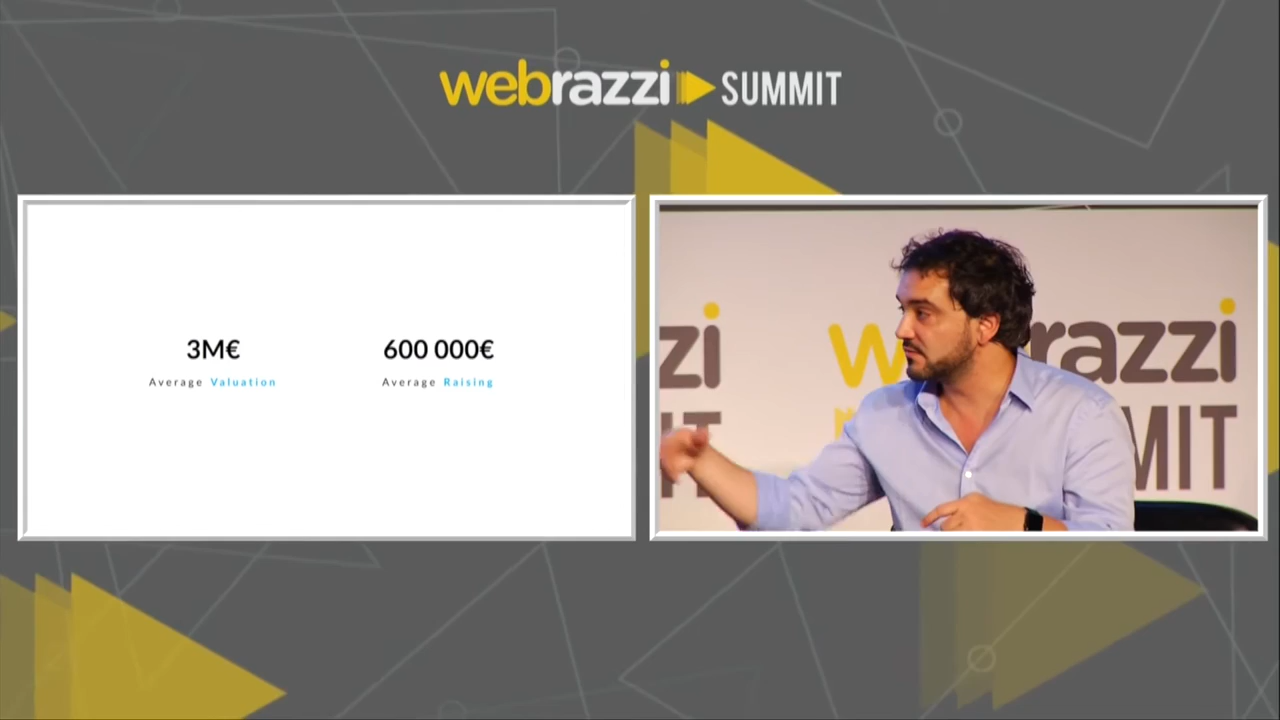 webrazzi SUMMIT
3M€
600 000€
Average Valuation
Average Raising
zi
w razzi
MIT